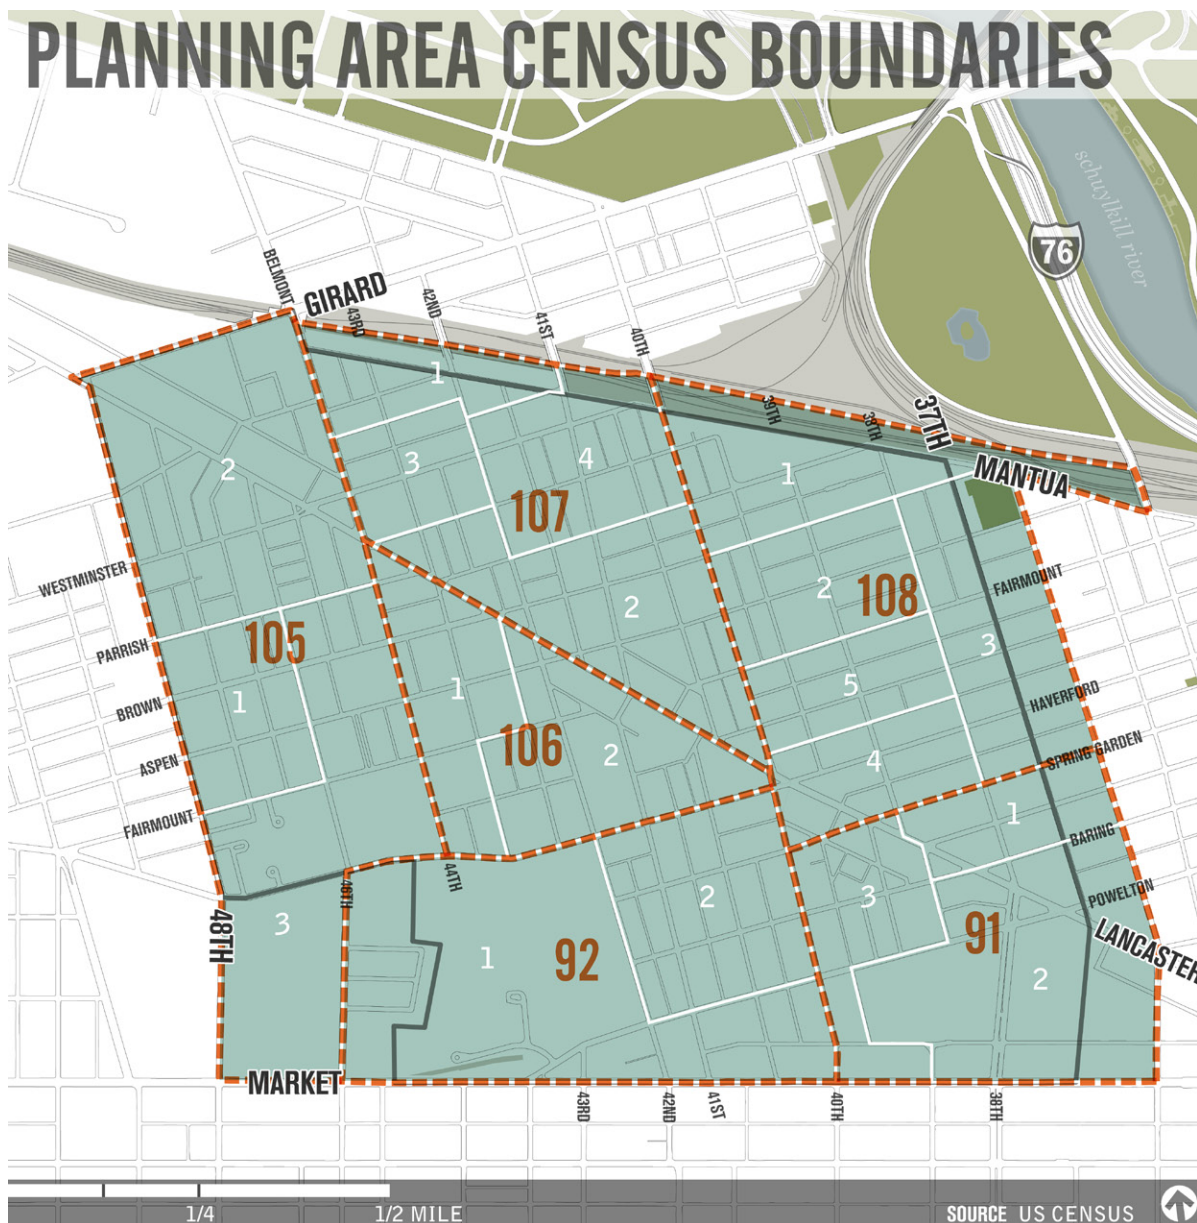 PLANNING AREA CENSUS BOUNDARIES
schuylkill river
76
BELMONT
GIRARD
43RD
42ND
41ST
40TH
39TH
38TH
37TH
MANTUA
1
2
3
4
1
107
WESTMINSTER
2
108
FAIRMOUNT
2
105
3
PARRISH
1
1
5
HAVERFORD
BROWN
106
2
4
SPRING GARDEN
ASPEN
1
BARING
FAIRMOUNT
44TH
46TH
2
3
POWELTON
48TH
3
1
92
91
LANCASTER
2
MARKET
43RD
42ND
41ST
40TH
38TH
1/4
1/2 MILE
SOURCE US CENSUS